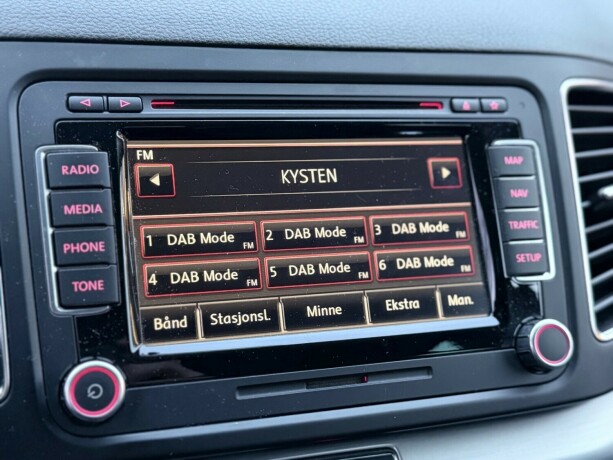 RADIO
MEDIA
PHONE
TONE
FM
KYSTEN
1 DAB Mode FM
2 DAB Mode FM
3 DAB Mode FM
4 DAB Mode FM
5 DAB Mode FM
6 DAB Mode FM
Bånd Stasjonsl. Minne Ekstra Man.
MAP
NAV
TRAFFIC
SETUP